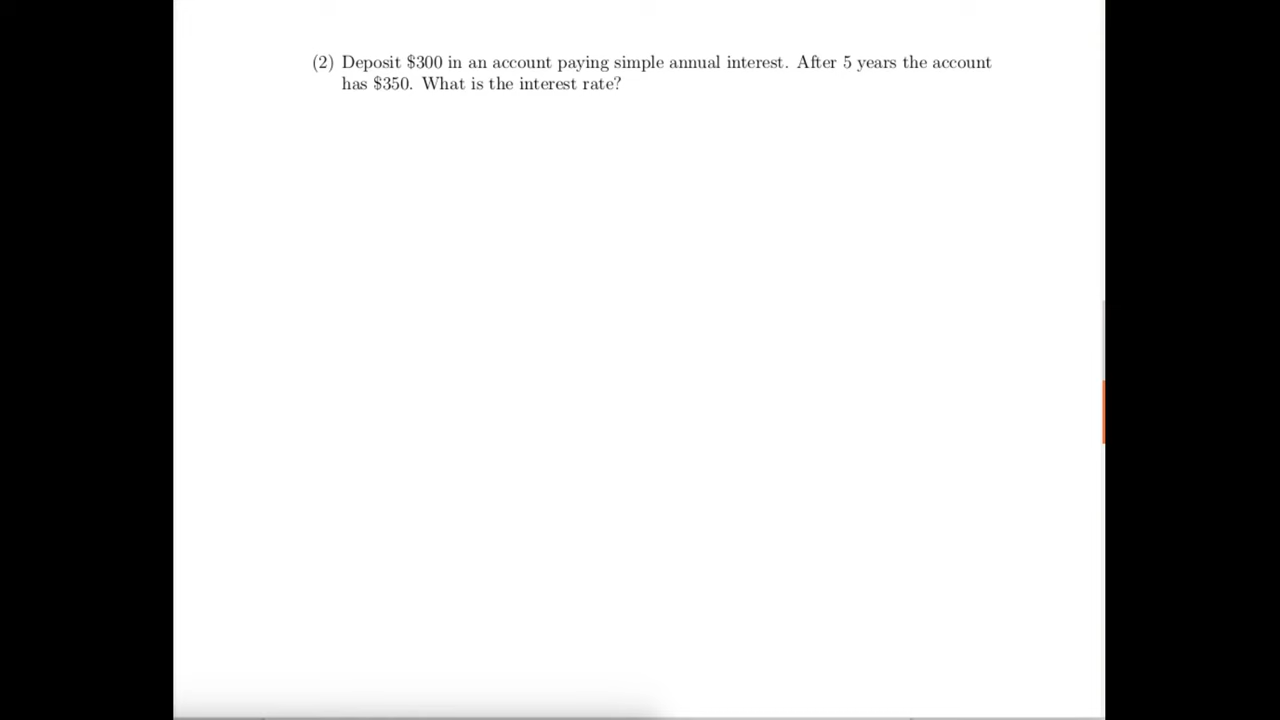 (2) Deposit $300 in an account paying simple annual interest. After 5 years the account
has $350. What is the interest rate?